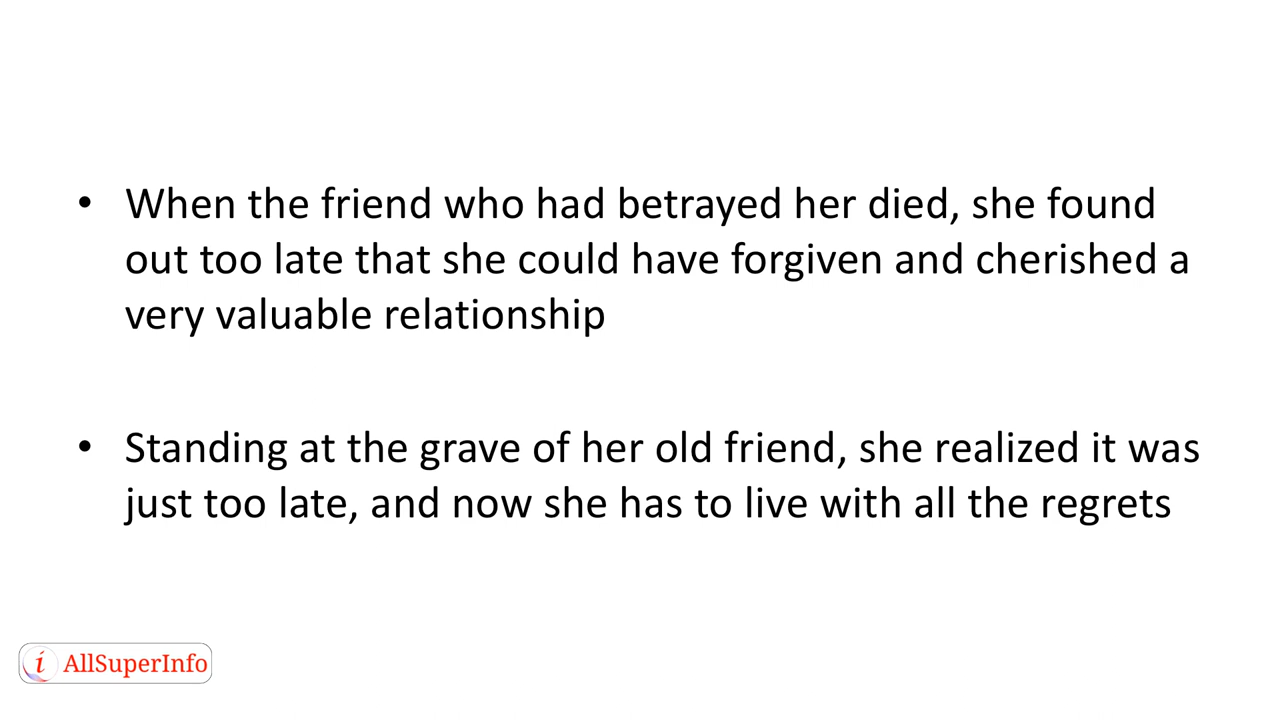 • When the friend who had betrayed her died, she found
out too late that she could have forgiven and cherished a
very valuable relationship
• Standing at the grave of her old friend, she realized it was
just too late, and now she has to live with all the regrets
i AllSuperInfo